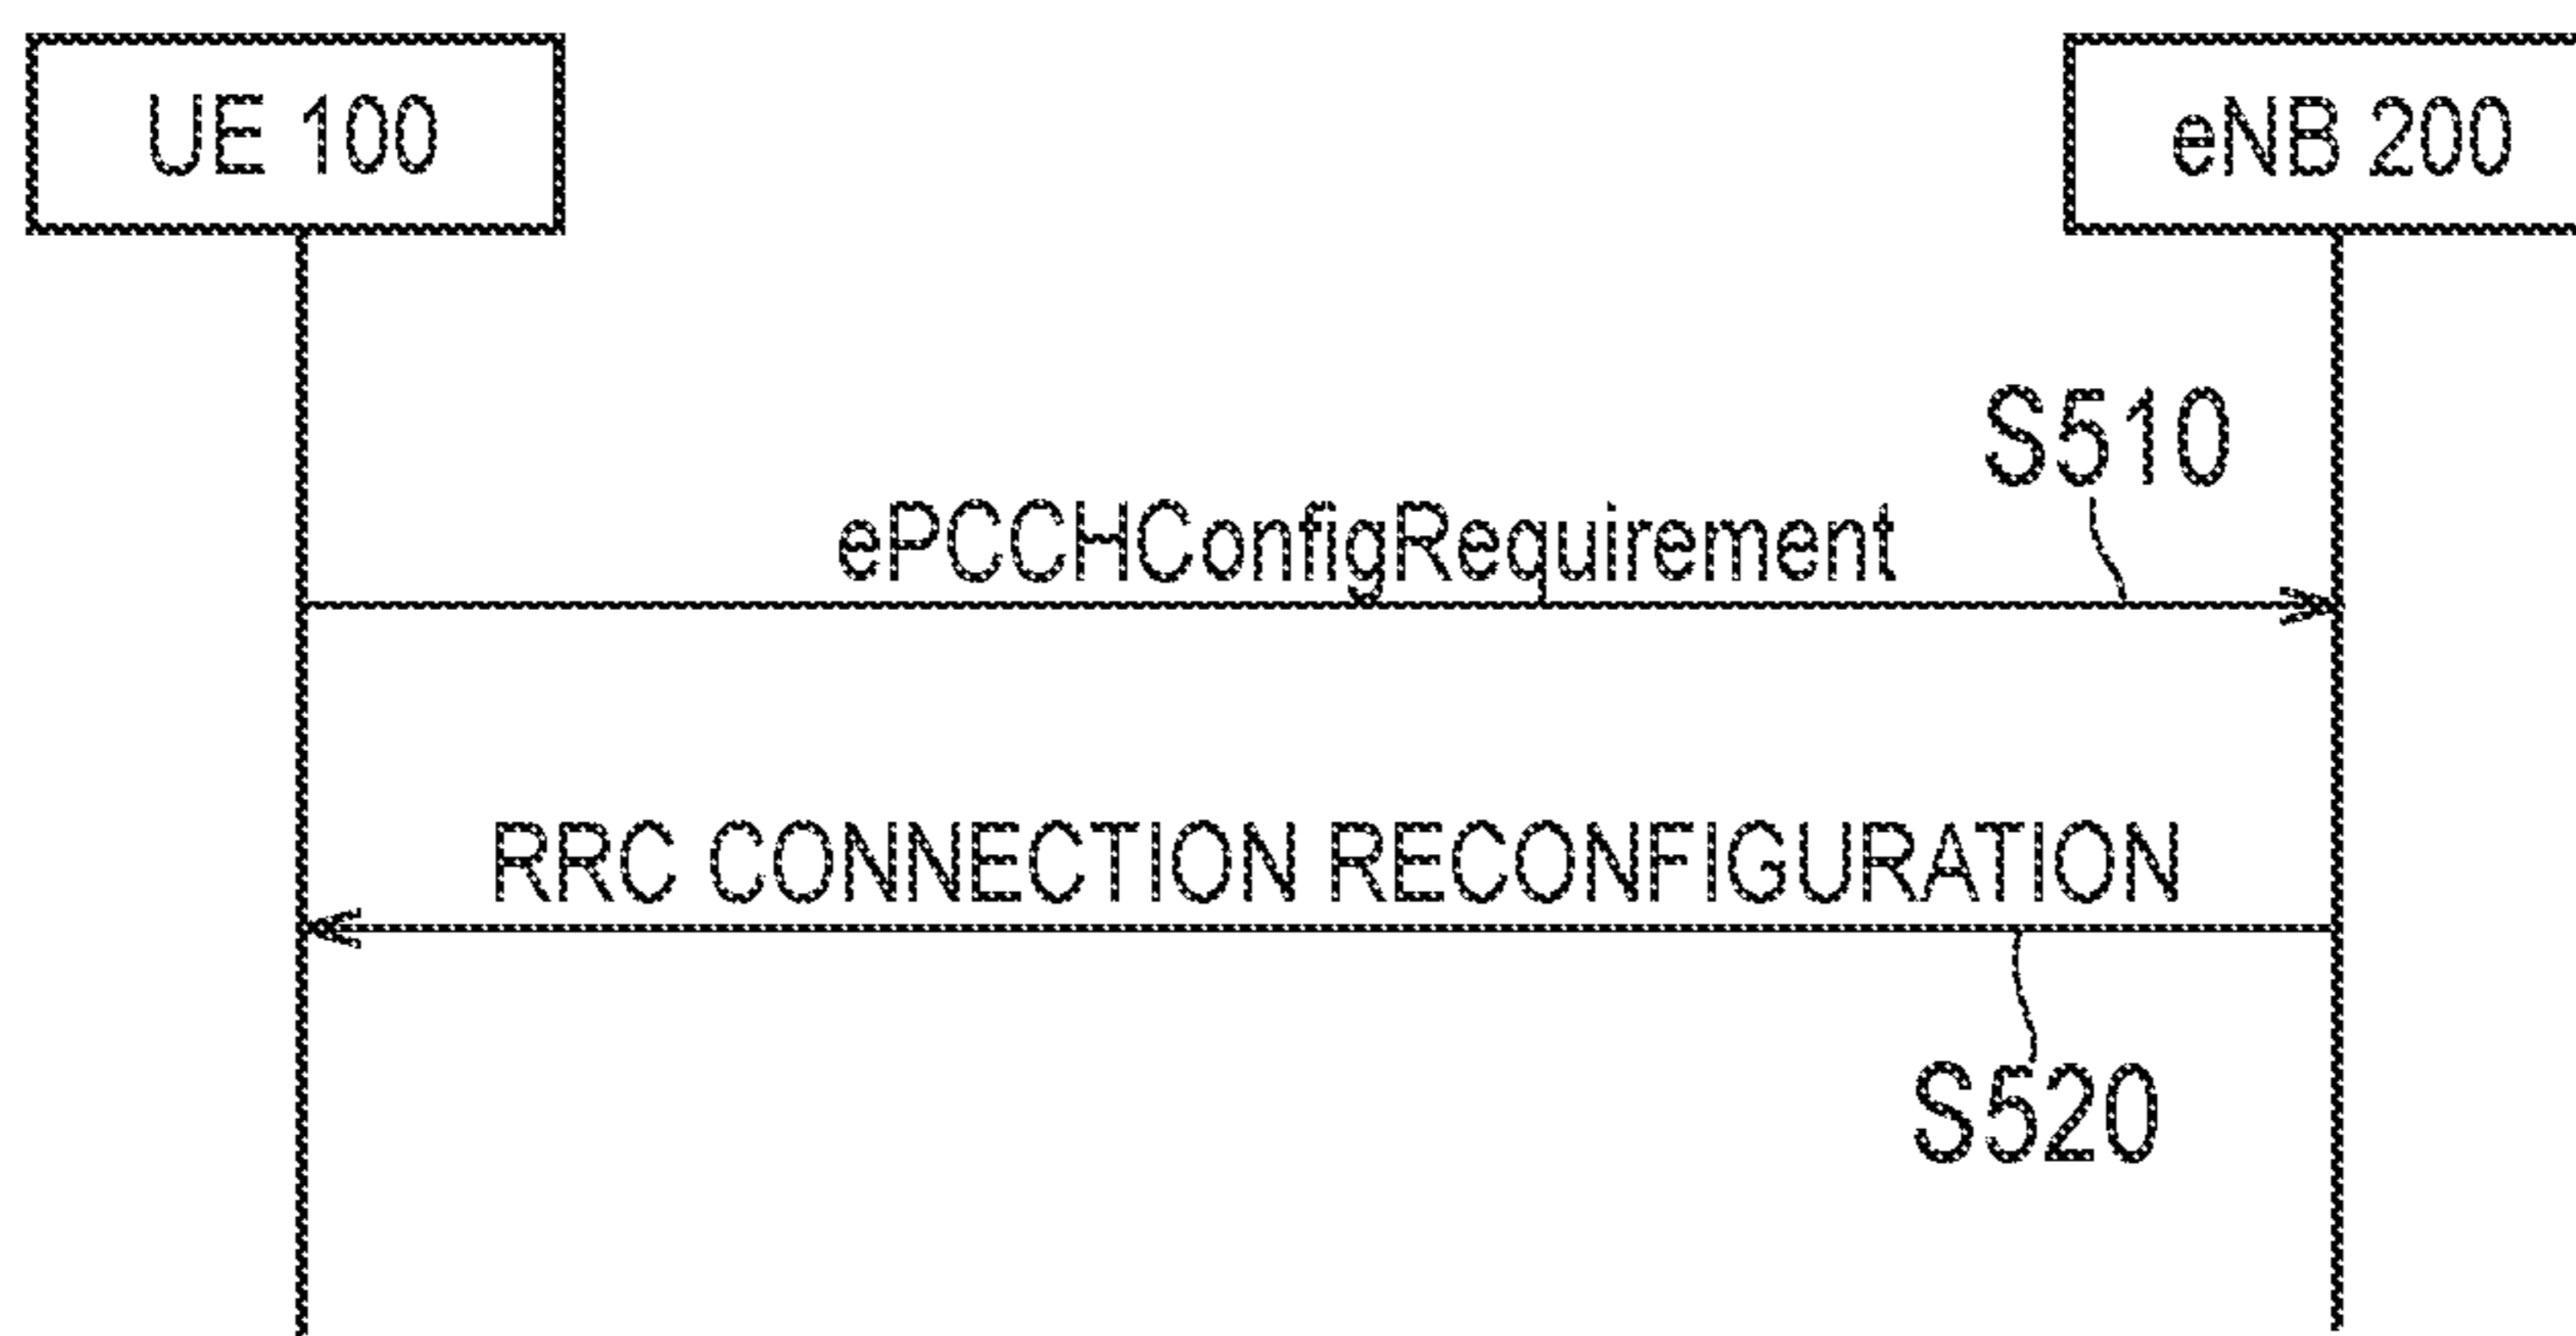 UE 100
eNB 200
S510
ePCCHConfigRequirement
RRC CONNECTION RECONFIGURATION
S520